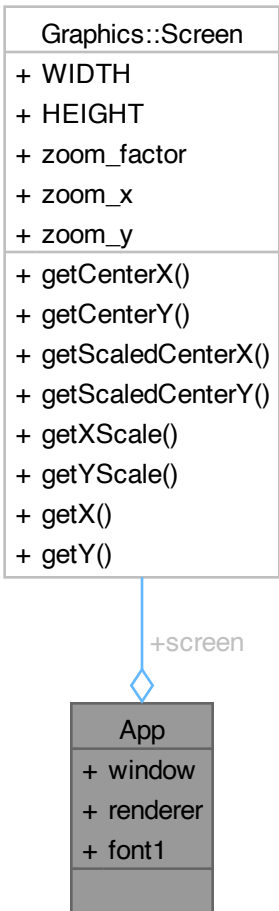 Graphics::Screen
+ WIDTH
+ HEIGHT
+ zoom_factor
+ zoom_x
+ zoom_y
+ getCenterX()
+ getCenterY()
+ getScaledCenterX()
+ getScaledCenterY()
+ getXScale()
+ getYScale()
+ getX()
+ getY()
+screen
App
+ window
+ renderer
+ font1